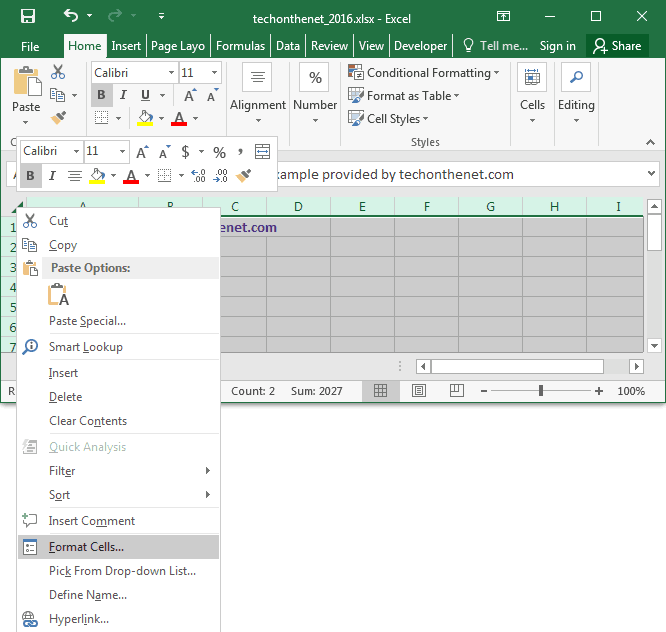 techonthenet_2016.xlsx - Excel
File Home Insert Page Layo Formulas Data Review View Developer Tell me... Sign in Share
Paste
Calibri 11
B I U A A
A
Alignment
%
Number
Conditional Formatting
Format as Table
Cell Styles
Styles
Cells
Editing
Calibri 11 A A $ % ,
B I A .00 .0
xample provided by techonthenet.com
A B C D E F G H I
1 enet.com
2
3
4
5
6
7
Cut
Copy
Paste Options:
A
Paste Special...
Smart Lookup
Insert
Delete
Clear Contents
Quick Analysis
Filter
Sort
Insert Comment
Format Cells...
Pick From Drop-down List...
Define Name...
Hyperlink...
R Count: 2 Sum: 2027 100%